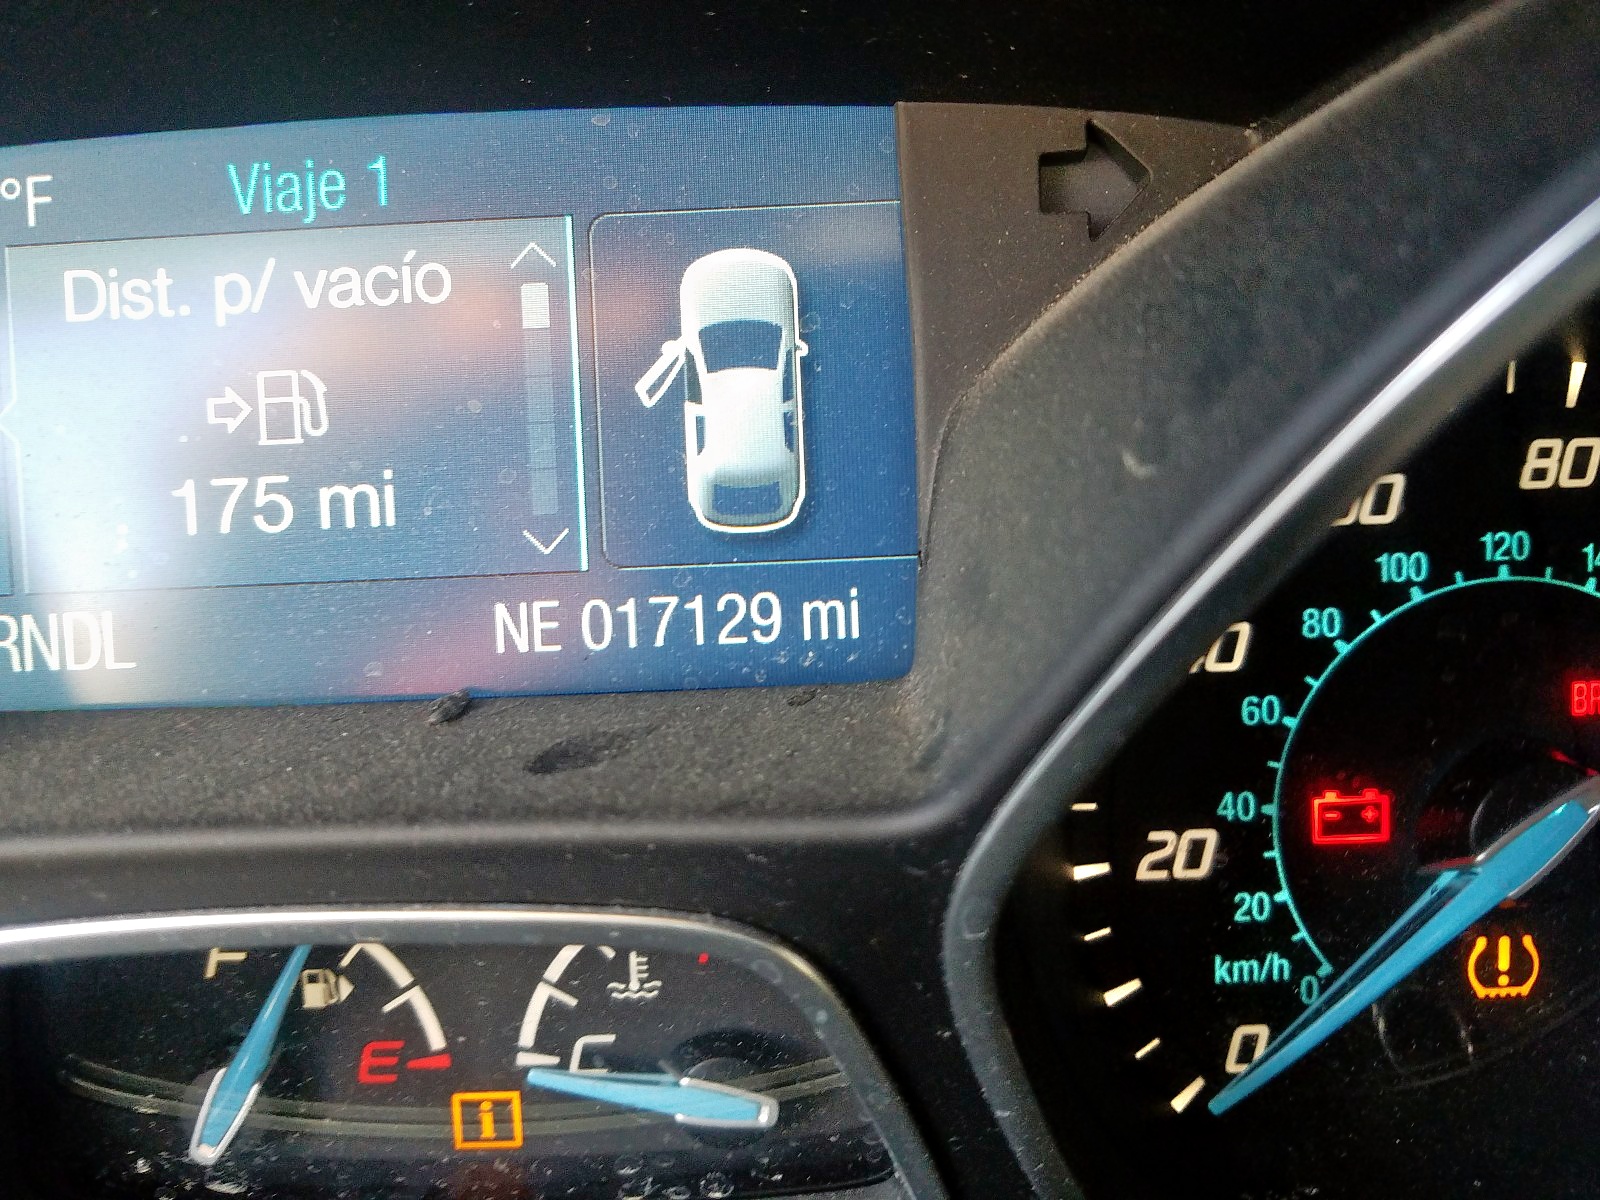 °F
Viaje 1
Dist. p/ vacío
175 mi
RNDL
NE 017129 mi
80
80
100
120
60
40
20
20
km/h
0
0
E
C
i